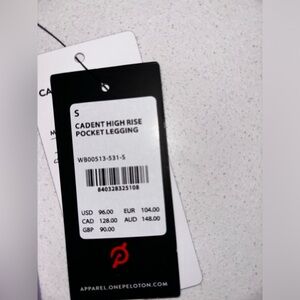 CA
S
CADENT HIGH RISE
POCKET LEGGING
WB00513-531-S
840328325108
USD 96.00 EUR 104.00
CAD 128.00 AUD 148.00
GBP 90.00
APPAREL.ONEPELOTON.COM